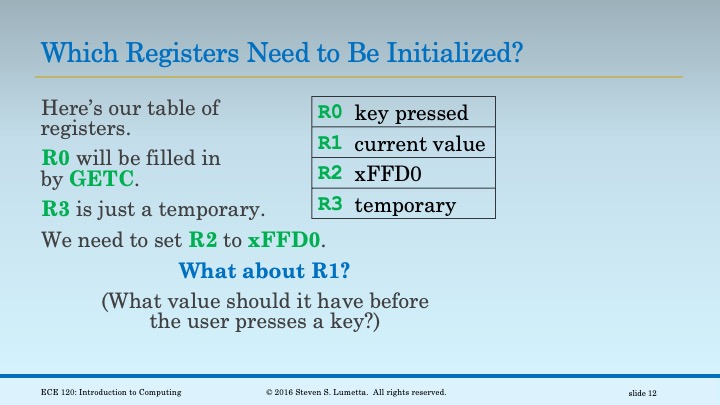 Which Registers Need to Be Initialized?
Here’s our table of
registers.
R0 will be filled in
by GETC.
R3 is just a temporary.
We need to set R2 to xFFD0.
What about R1?
(What value should it have before
the user presses a key?)
R0 key pressed
R1 current value
R2 xFFD0
R3 temporary
ECE 120: Introduction to Computing
© 2016 Steven S. Lumetta. All rights reserved.
slide 12